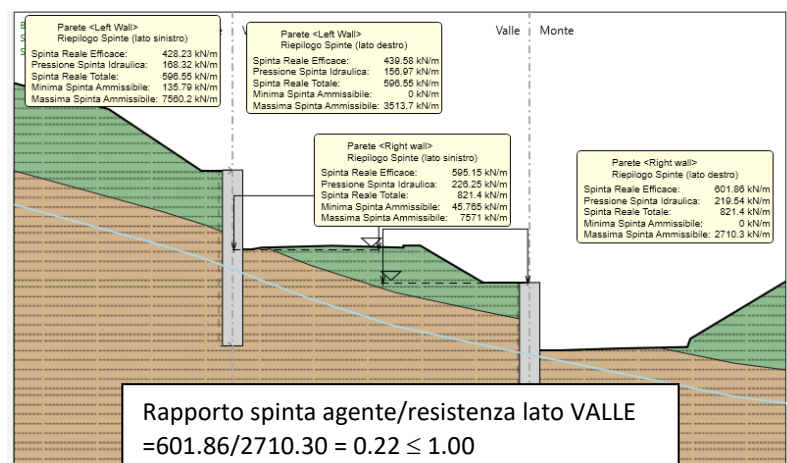 Parete <Left Wall>
Riepilogo Spinte (lato sinistro)
Spinta Reale Efficace: 428.23 kN/m
Pressione Spinta Idraulica: 168.32 kN/m
Spinta Reale Totale: 596.55 kN/m
Minima Spinta Ammissibile: 135.79 kN/m
Massima Spinta Ammissibile: 7560.2 kN/m
Parete <Left Wall>
Riepilogo Spinte (lato destro)
Spinta Reale Efficace: 439.58 kN/m
Pressione Spinta Idraulica: 156.97 kN/m
Spinta Reale Totale: 596.55 kN/m
Minima Spinta Ammissibile: 0 kN/m
Massima Spinta Ammissibile: 3513.7 kN/m
Valle Monte
Parete <Right wall>
Riepilogo Spinte (lato sinistro)
Spinta Reale Efficace: 595.15 kN/m
Pressione Spinta Idraulica: 226.25 kN/m
Spinta Reale Totale: 821.4 kN/m
Minima Spinta Ammissibile: 45.765 kN/m
Massima Spinta Ammissibile: 7571 kN/m
Parete <Right wall>
Riepilogo Spinte (lato destro)
Spinta Reale Efficace: 601.86 kN/m
Pressione Spinta Idraulica: 219.54 kN/m
Spinta Reale Totale: 821.4 kN/m
Minima Spinta Ammissibile: 0 kN/m
Massima Spinta Ammissibile: 2710.3 kN/m
Rapporto spinta agente/resistenza lato VALLE
=601.86/2710.30 = 0.22 ≤ 1.00